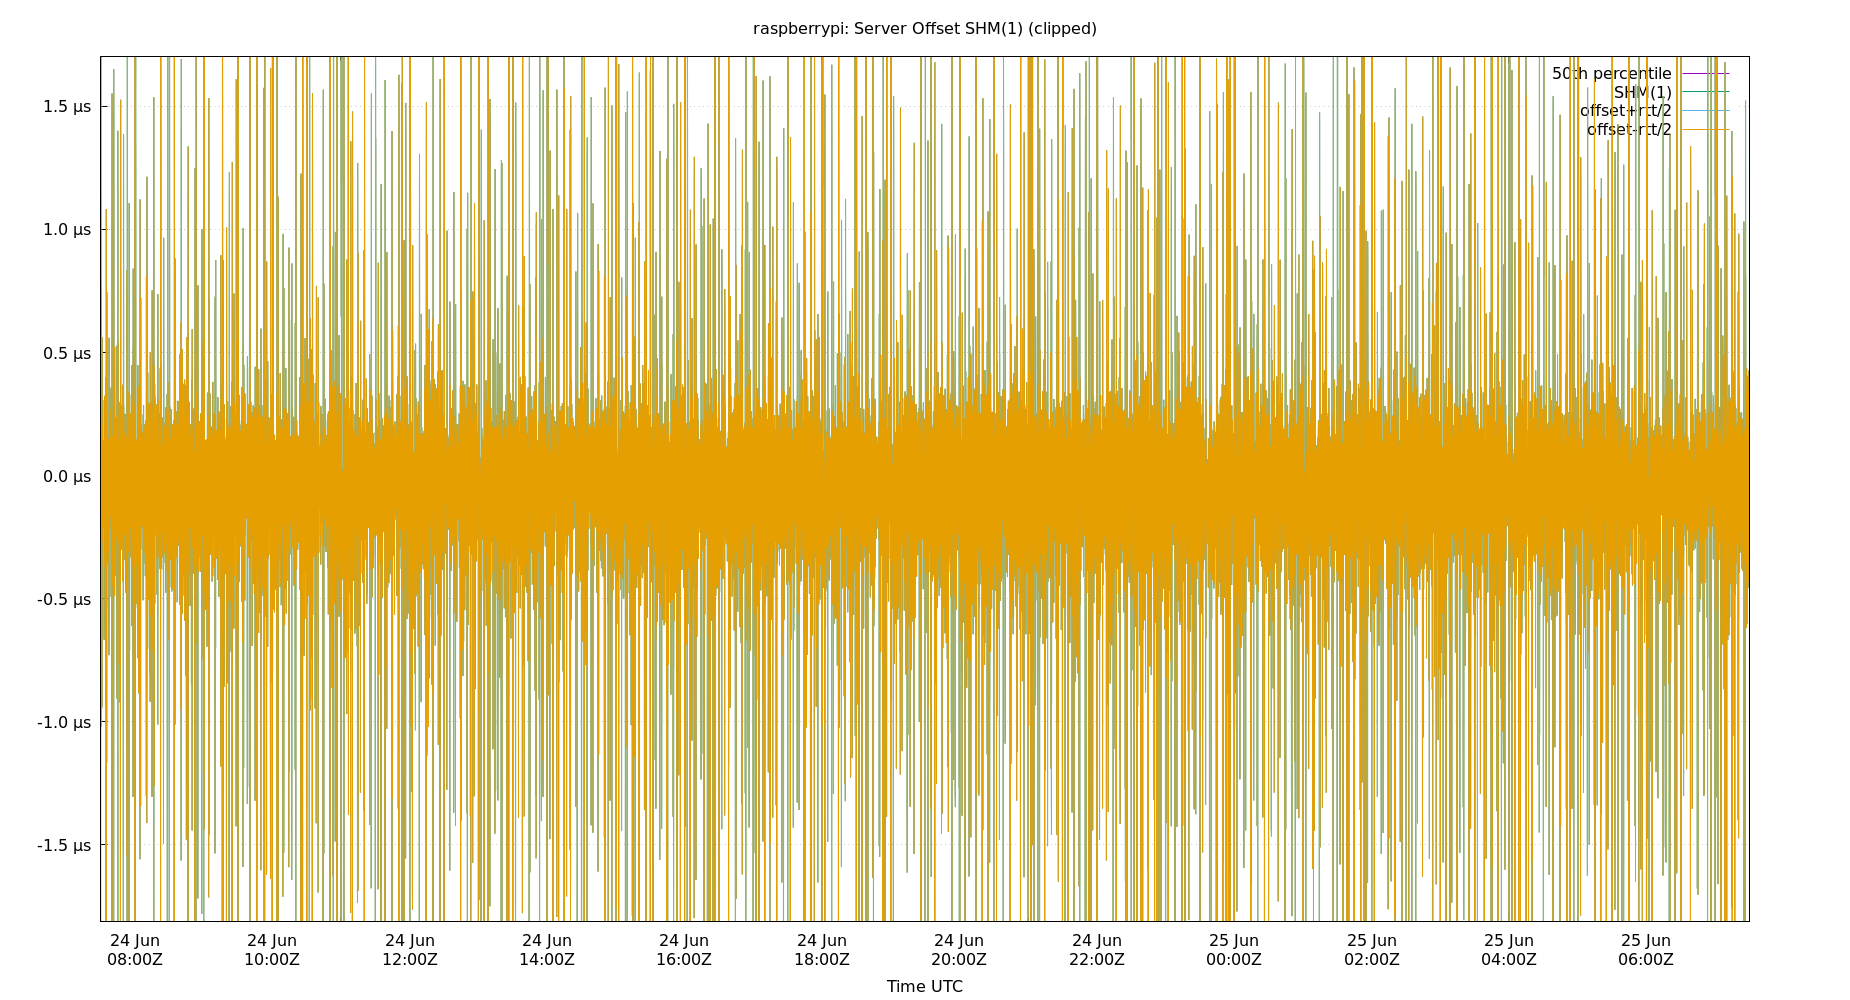 raspberrypi: Server Offset SHM(1) (clipped)
50th percentile
SHM(1)
offset+rtt/2
offset-rtt/2
1.5 µs
1.0 µs
0.5 µs
0.0 µs
-0.5 µs
-1.0 µs
-1.5 µs
24 Jun 24 Jun 24 Jun 24 Jun 24 Jun 24 Jun 24 Jun 24 Jun 25 Jun 25 Jun 25 Jun 25 Jun
08:00Z 10:00Z 12:00Z 14:00Z 16:00Z 18:00Z 20:00Z 22:00Z 00:00Z 02:00Z 04:00Z 06:00Z
Time UTC